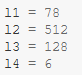 l1 = 78
l2 = 512
l3 = 128
l4 = 6